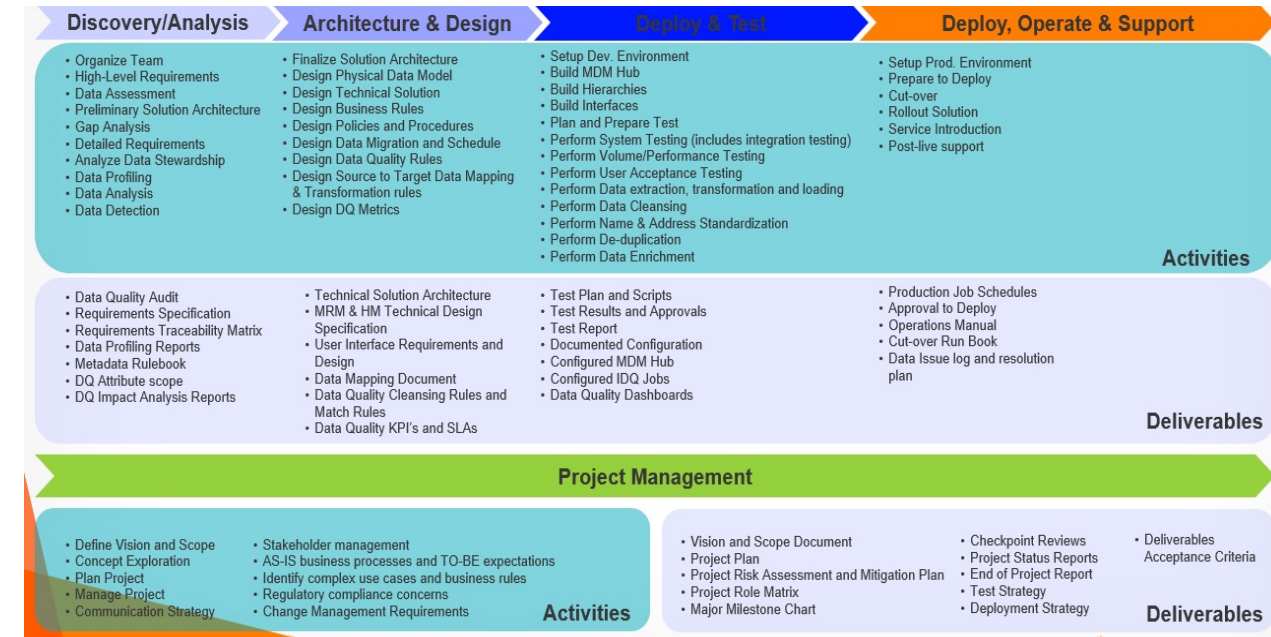 Discovery/Analysis
Architecture & Design
Deploy & Test
Deploy, Operate & Support
• Organize Team
• High-Level Requirements
• Data Assessment
• Preliminary Solution Architecture
• Gap Analysis
• Detailed Requirements
• Analyze Data Stewardship
• Data Profiling
• Data Analysis
• Data Detection
• Finalize Solution Architecture
• Design Physical Data Model
• Design Technical Solution
• Design Business Rules
• Design Policies and Procedures
• Design Data Migration and Schedule
• Design Data Quality Rules
• Design Source to Target Data Mapping
& Transformation rules
• Design DQ Metrics
• Setup Dev. Environment
• Build MDM Hub
• Build Hierarchies
• Build Interfaces
• Plan and Prepare Test
• Perform System Testing (includes integration testing)
• Perform Volume/Performance Testing
• Perform User Acceptance Testing
• Perform Data extraction, transformation and loading
• Perform Data Cleansing
• Perform Name & Address Standardization
• Perform De-duplication
• Perform Data Enrichment
• Setup Prod. Environment
• Prepare to Deploy
• Cut-over
• Rollout Solution
• Service Introduction
• Post-live support
Activities
• Data Quality Audit
• Requirements Specification
• Requirements Traceability Matrix
• Data Profiling Reports
• Metadata Rulebook
• DQ Attribute scope
• DQ Impact Analysis Reports
• Technical Solution Architecture
• MRM & HM Technical Design
Specification
• User Interface Requirements and
Design
• Data Mapping Document
• Data Quality Cleansing Rules and
Match Rules
• Data Quality KPI's and SLAs
• Test Plan and Scripts
• Test Results and Approvals
• Test Report
• Documented Configuration
• Configured MDM Hub
• Configured IDQ Jobs
• Data Quality Dashboards
• Production Job Schedules
• Approval to Deploy
• Operations Manual
• Cut-over Run Book
• Data Issue log and resolution
plan
Deliverables
Project Management
• Define Vision and Scope
• Concept Exploration
• Plan Project
• Manage Project
• Communication Strategy
• Stakeholder management
• AS-IS business processes and TO-BE expectations
• Identify complex use cases and business rules
• Regulatory compliance concerns
• Change Management Requirements
Activities
• Vision and Scope Document
• Project Plan
• Project Risk Assessment and Mitigation Plan
• Project Role Matrix
• Major Milestone Chart
• Checkpoint Reviews
• Project Status Reports
• End of Project Report
• Test Strategy
• Deployment Strategy
• Deliverables
Acceptance Criteria
Deliverables